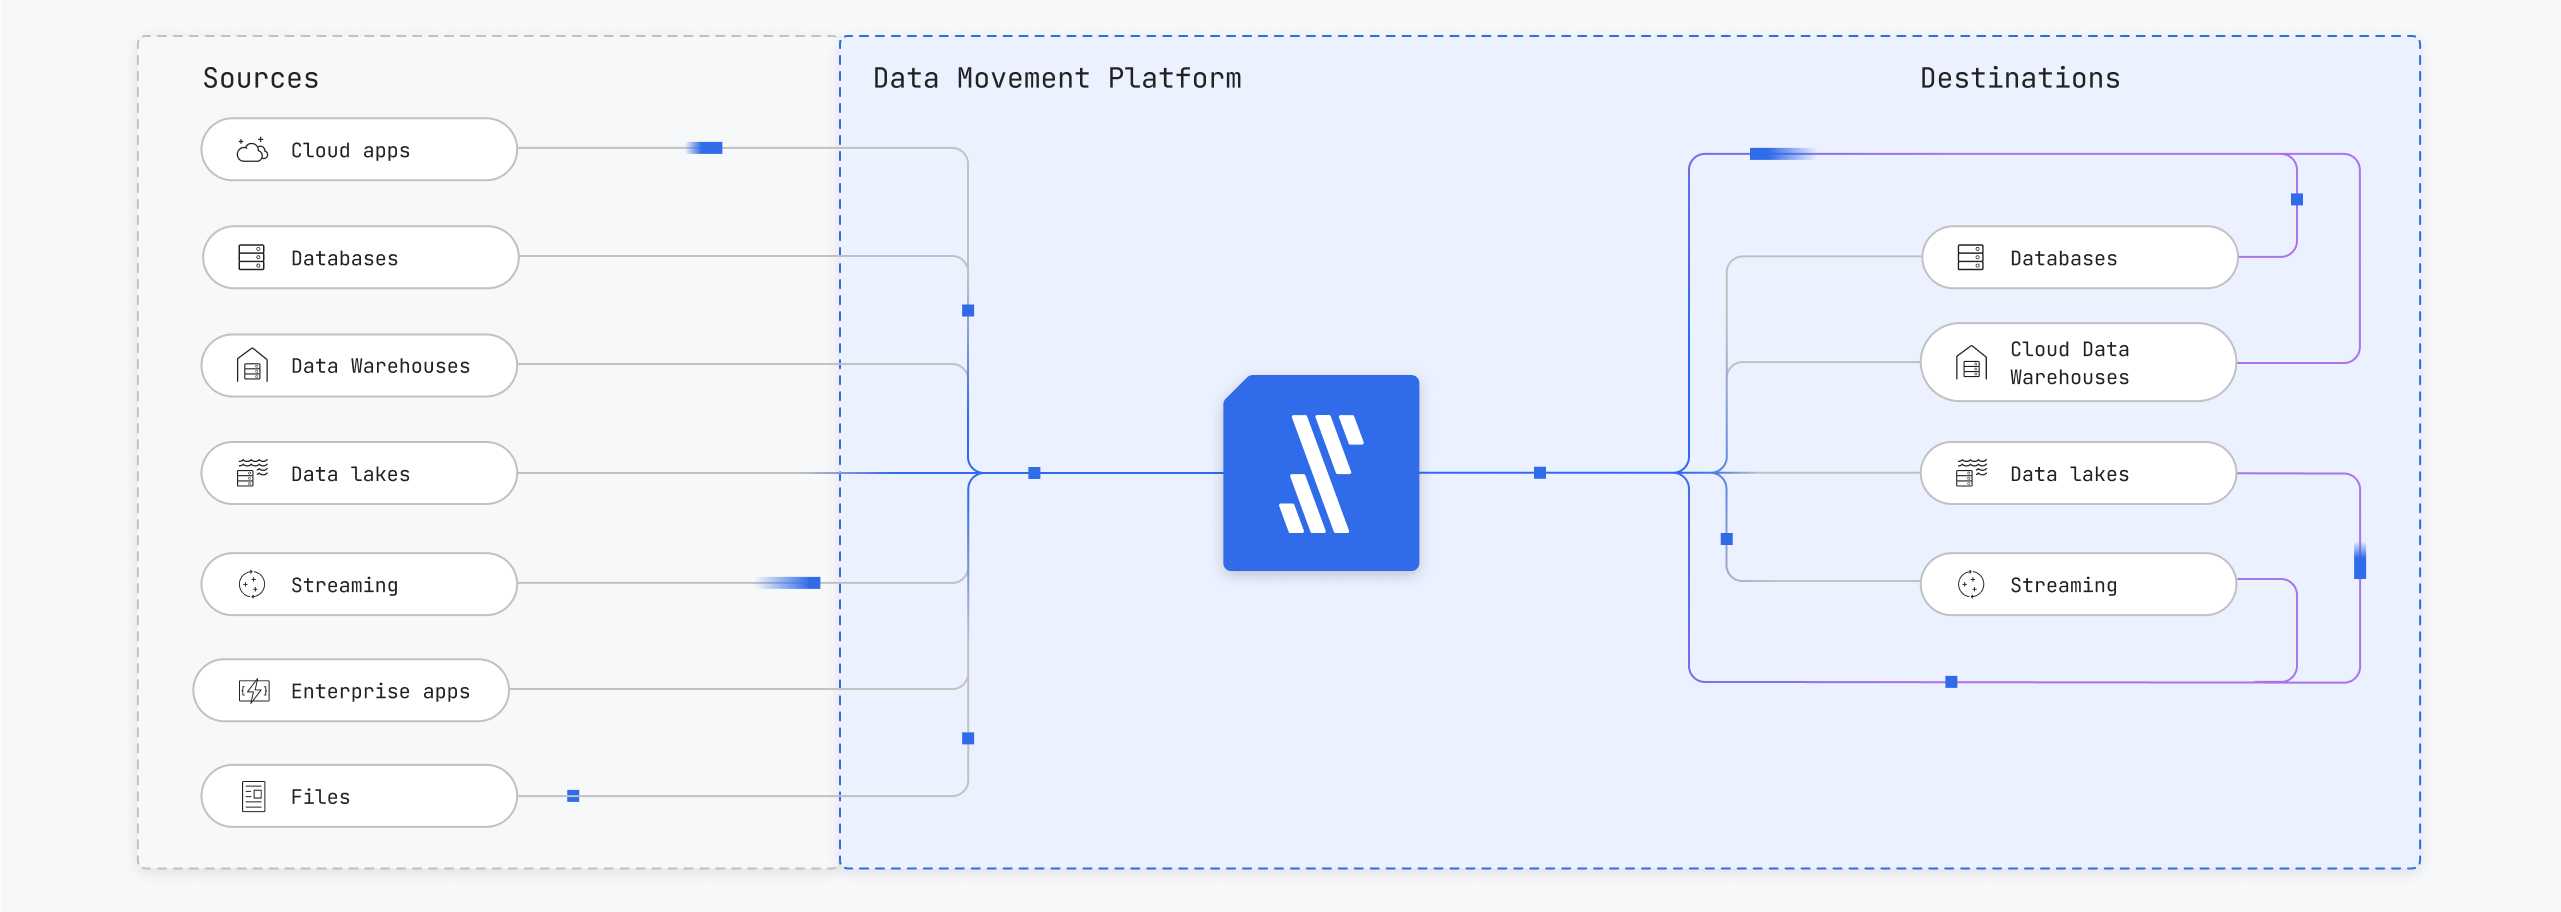 Sources
Cloud apps
Databases
Data Warehouses
Data lakes
Streaming
Enterprise apps
Files
Data Movement Platform
Destinations
Databases
Cloud Data
Warehouses
Data lakes
Streaming